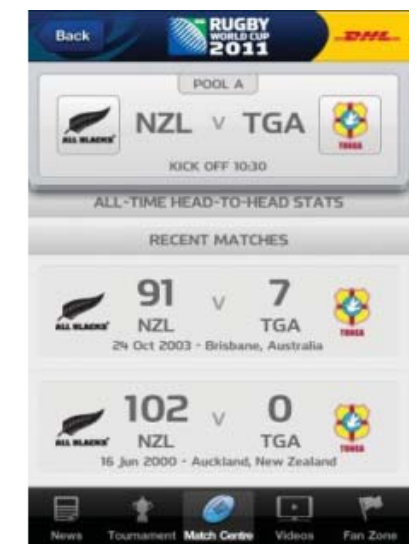 Back
RUGBY
WORLD CUP
2011
DHL
POOL A
ALL BLACKS
NZL V TGA
TONGA
KICK OFF 10:30
ALL-TIME HEAD-TO-HEAD STATS
RECENT MATCHES
91 V 7
ALL BLACKS
NZL TGA
TONGA
24 Oct 2003 - Brisbane, Australia
102 V 0
ALL BLACKS
NZL TGA
TONGA
16 Jun 2000 - Auckland, New Zealand
News Tournament Match Centre Videos Fan Zone